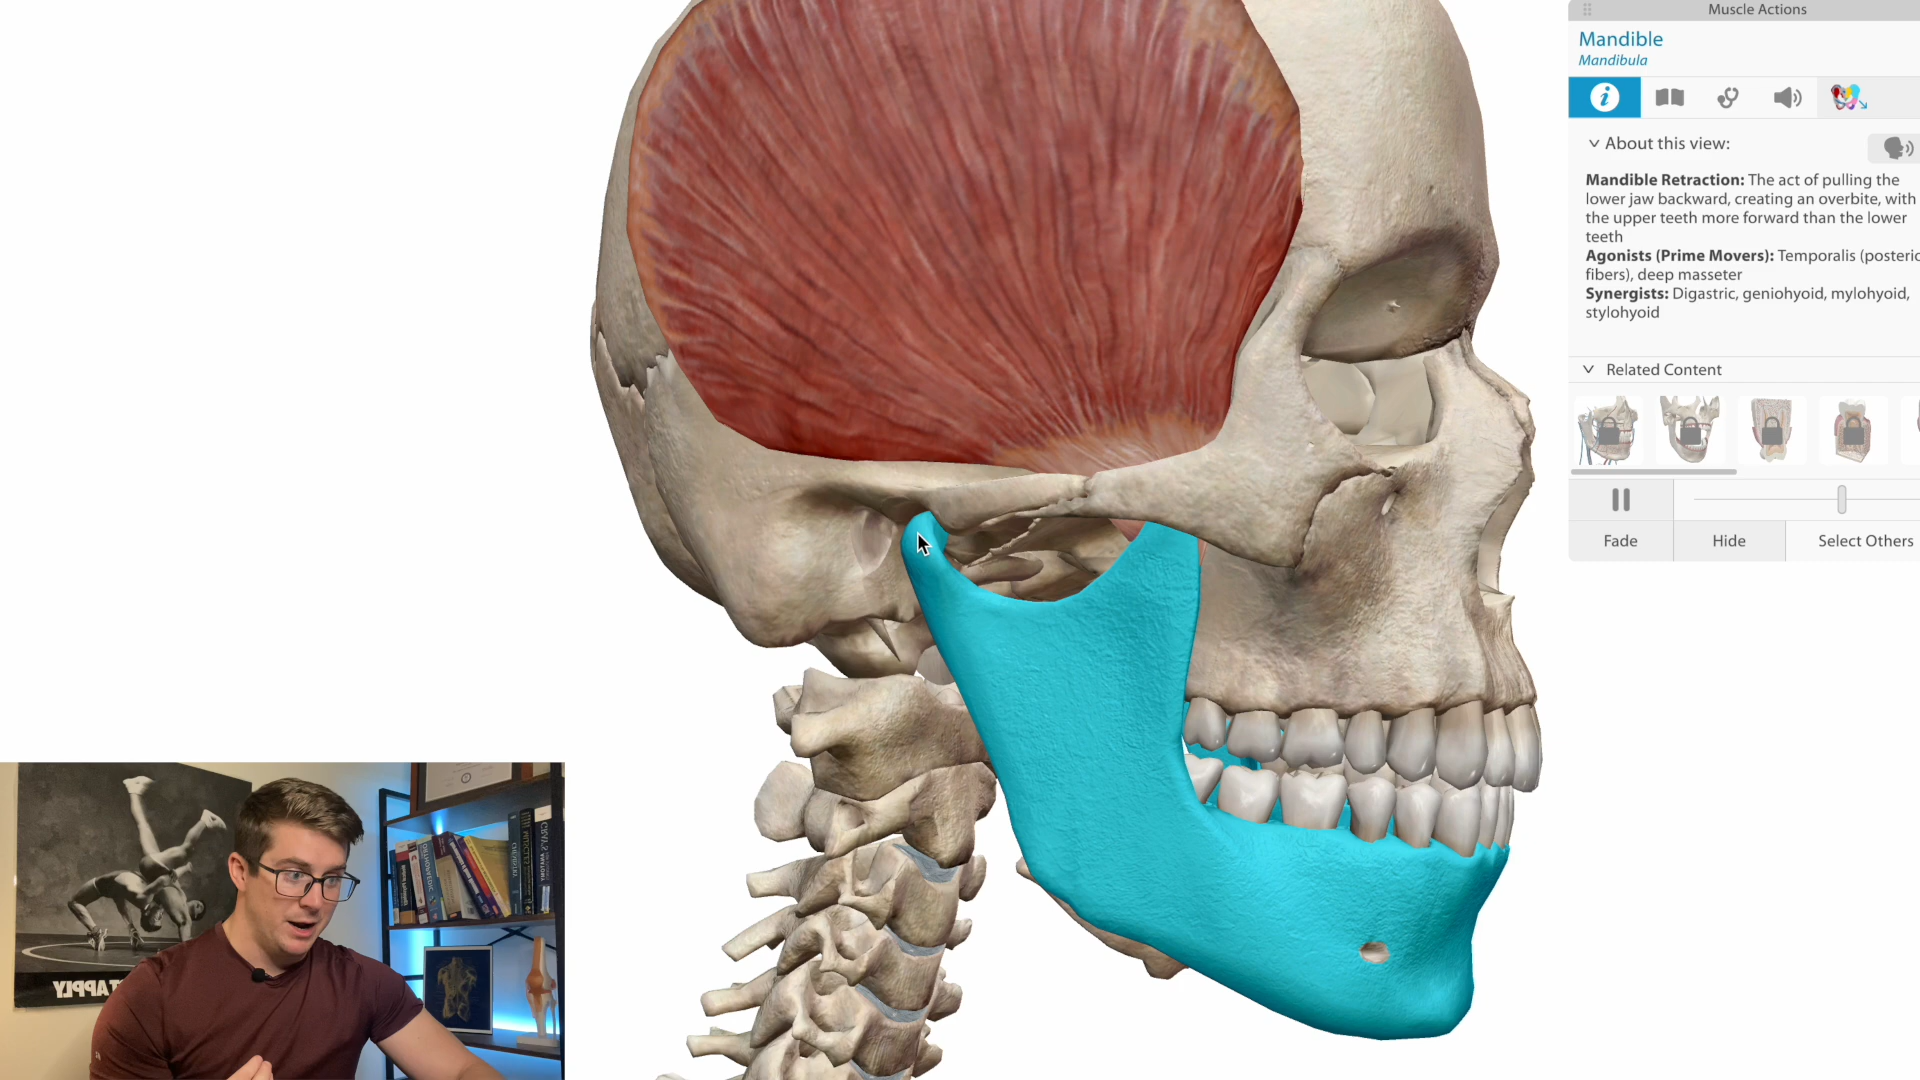 Muscle Actions
Mandible
Mandibula
About this view:
Mandible Retraction: The act of pulling the
lower jaw backward, creating an overbite, with
the upper teeth more forward than the lower
teeth
Agonists (Prime Movers): Temporalis (posterio
fibers), deep masseter
Synergists: Digastric, geniohyoid, mylohyoid,
stylohyoid
Related Content
Fade
Hide
Select Others
T APPLY